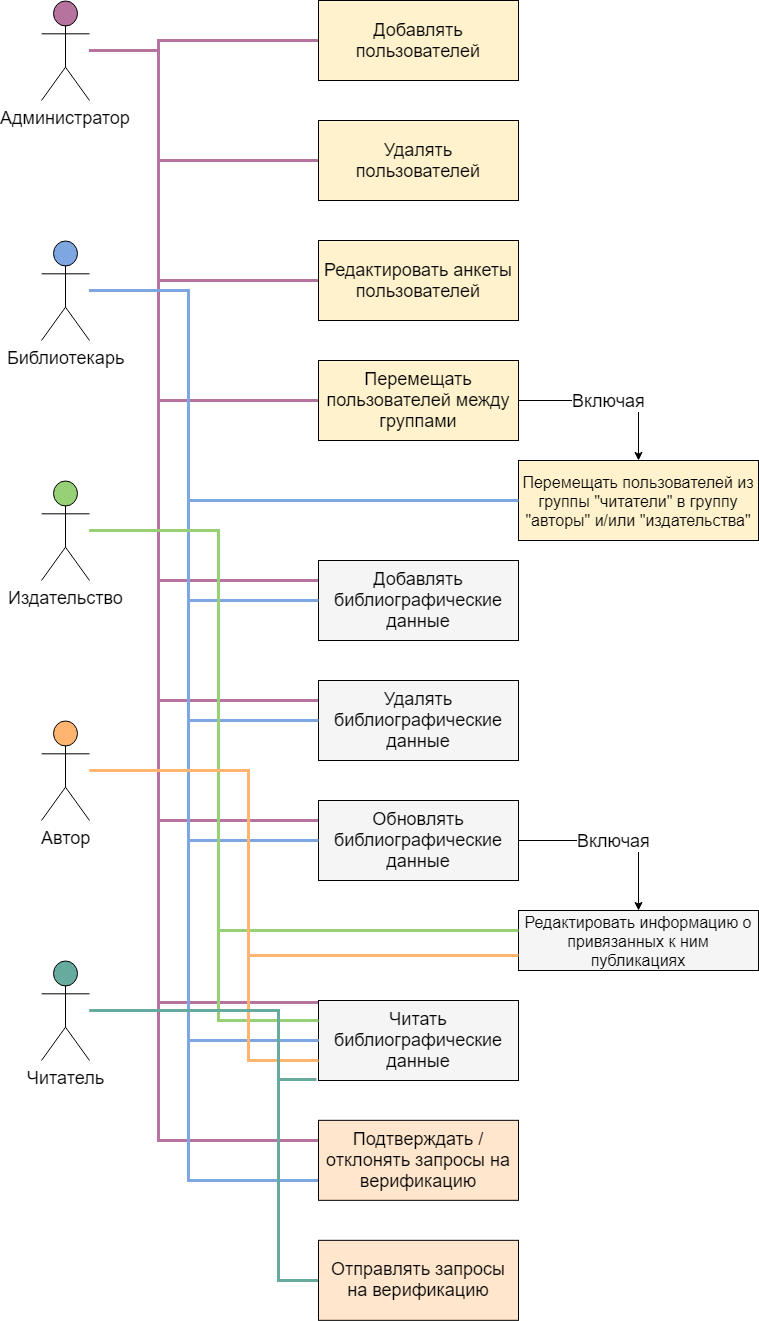 Администратор
Добавлять
пользователей
Удалять
пользователей
Библиотекарь
Редактировать анкеты
пользователей
Перемещать
пользователей между
группами
Включая
Перемещать пользователей из
группы "читатели" в группу
"авторы" и/или "издательства"
Издательство
Добавлять
библиографические
данные
Удалять
библиографические
данные
Автор
Обновлять
библиографические
данные
Включая
Редактировать информацию о
привязанных к ним
публикациях
Читатель
Читать
библиографические
данные
Подтверждать /
отклонять запросы на
верификацию
Отправлять запросы
на верификацию